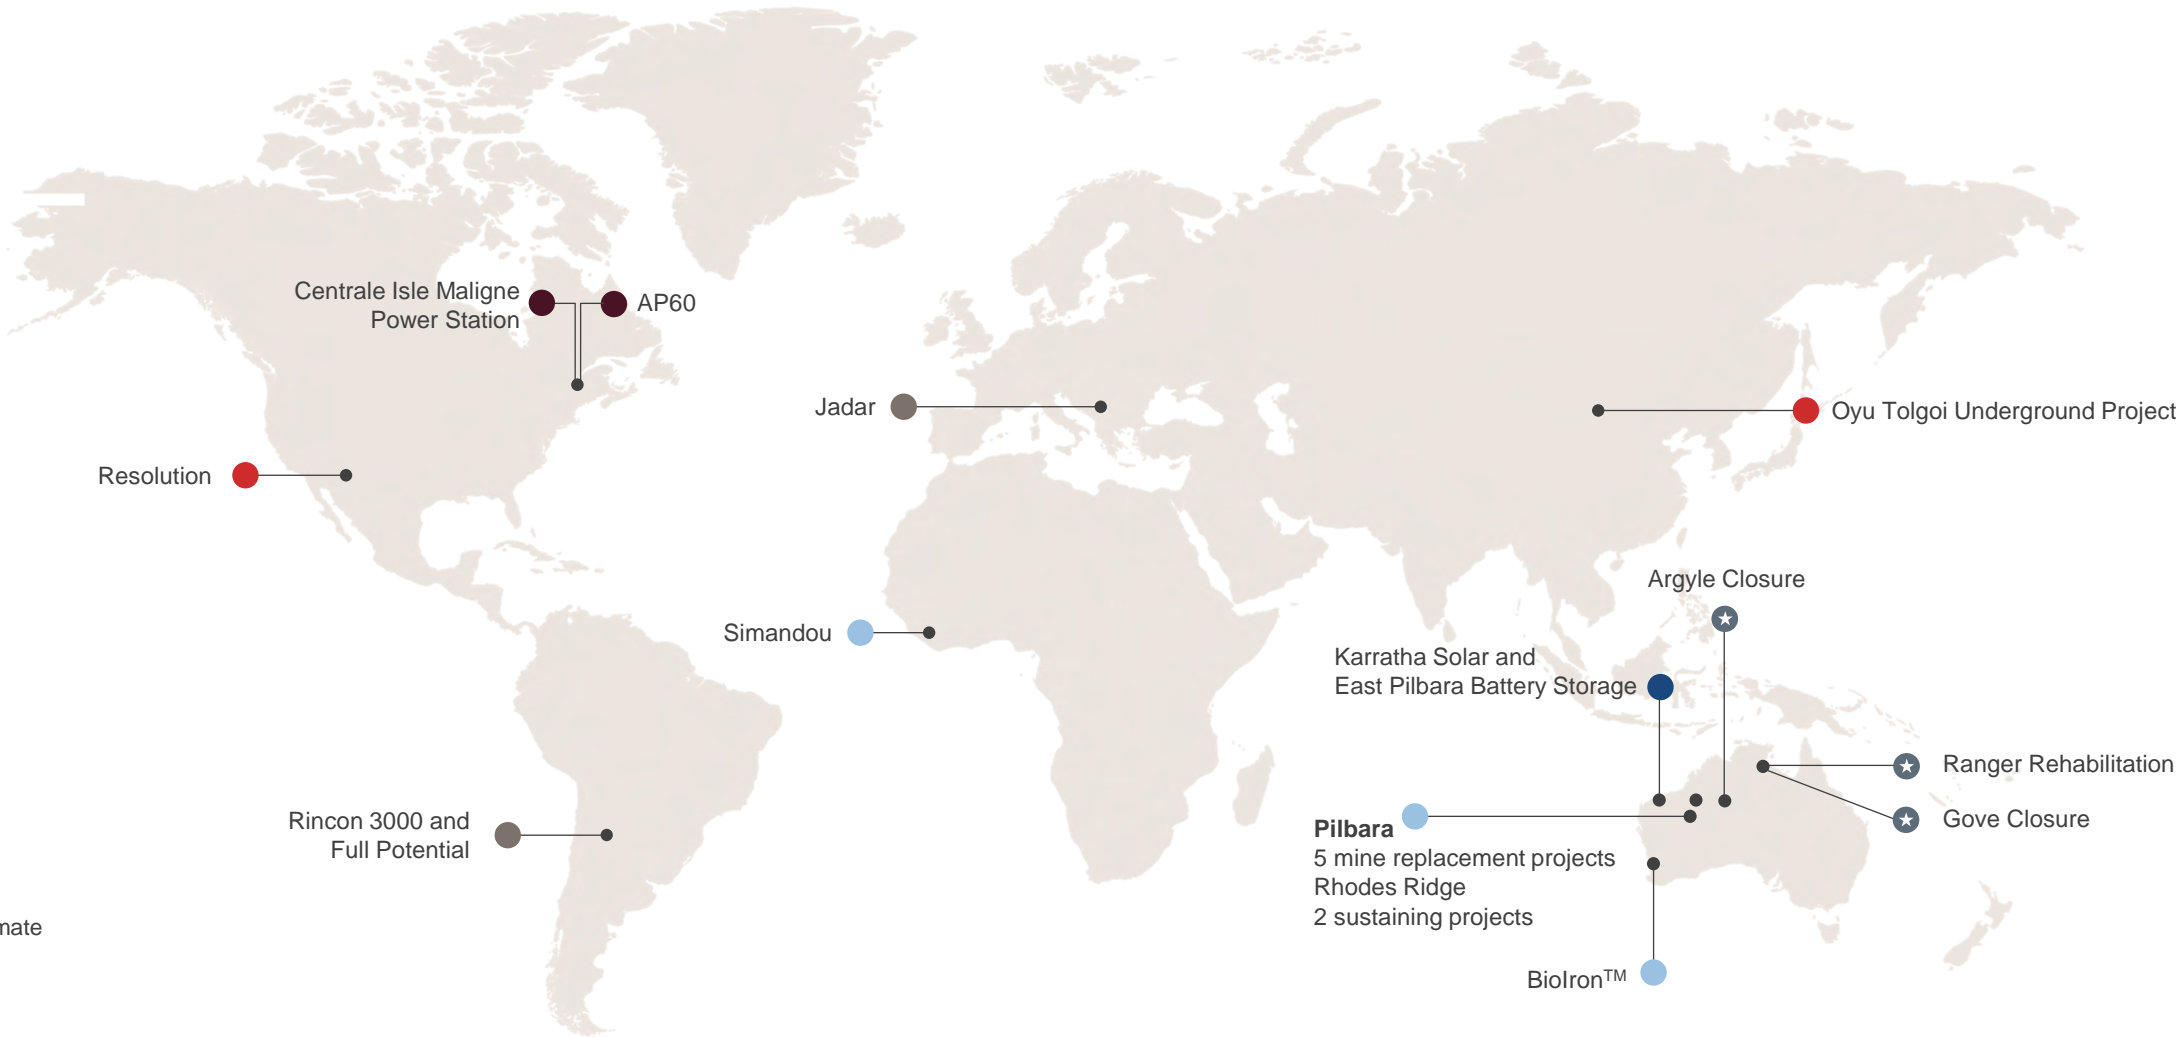 Centrale Isle Maligne
Power Station
AP60
Jadar
Oyu Tolgoi Underground Project
Resolution
Argyle Closure
Simandou
Karratha Solar and
East Pilbara Battery Storage
Ranger Rehabilitation
Rincon 3000 and
Full Potential
Gove Closure
Pilbara
5 mine replacement projects
Rhodes Ridge
2 sustaining projects
BioIron™